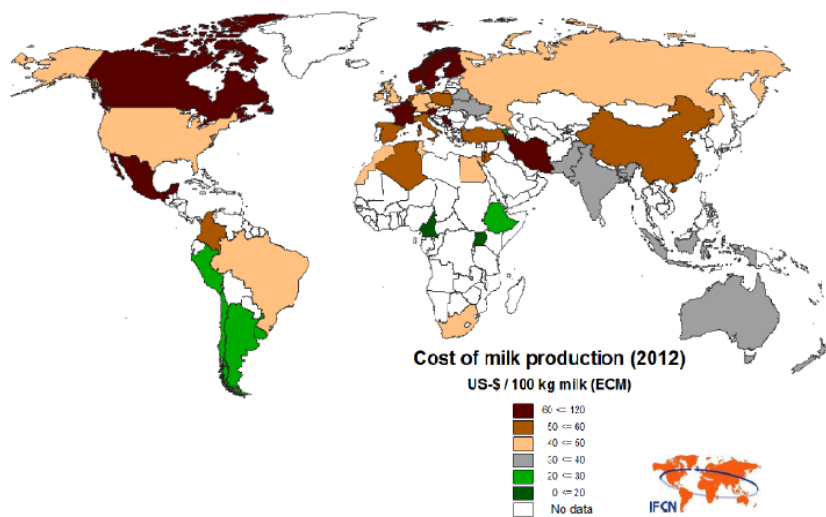 Cost of milk production (2012)
US-$ / 100 kg milk (ECM)
60 <= 120
50 <= 60
40 <= 50
30 <= 40
20 <= 30
0 <= 20
No data
IFCN